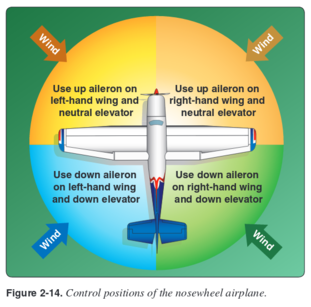 Wind
Wind
Use up aileron on
left-hand wing and
neutral elevator
Use up aileron on
right-hand wing and
neutral elevator
Use down aileron
on left-hand wing
and down elevator
Use down aileron
on right-hand wing
and down elevator
Wind
Wind
Figure 2-14. Control positions of the nosewheel airplane.